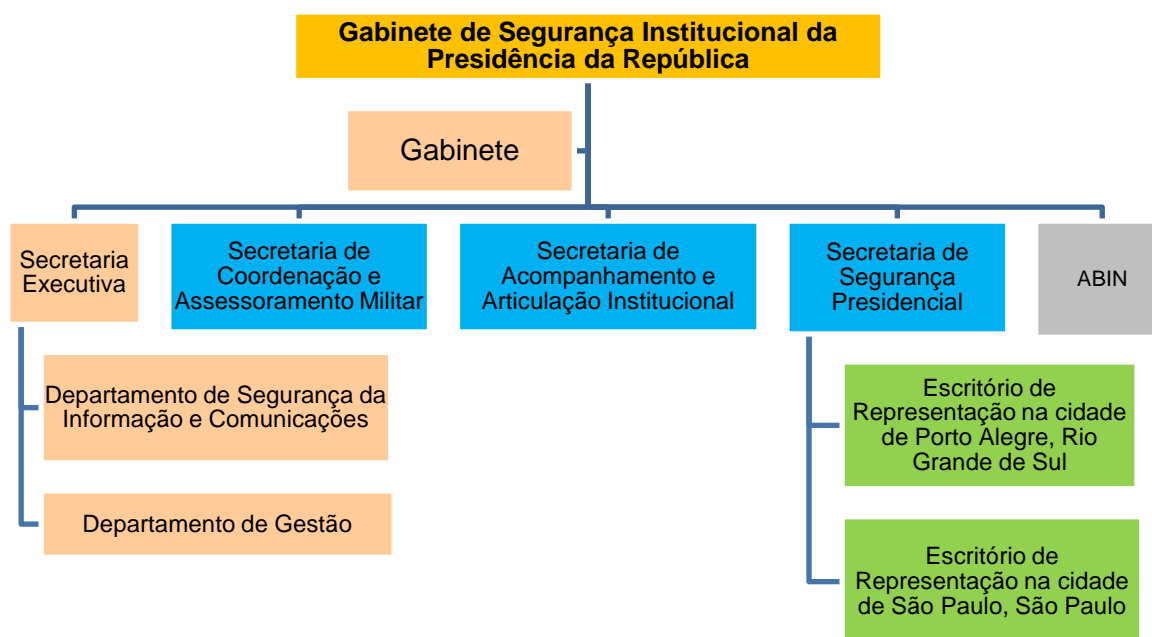 Gabinete de Segurança Institucional da
Presidência da República
Gabinete
Secretaria
Executiva
Secretaria de
Coordenação e
Assessoramento Militar
Secretaria de
Acompanhamento e
Articulação Institucional
Secretaria de
Segurança
Presidencial
ABIN
Departamento de Segurança da
Informação e Comunicações
Departamento de Gestão
Escritório de
Representação na cidade
de Porto Alegre, Rio
Grande de Sul
Escritório de
Representação na cidade
de São Paulo, São Paulo